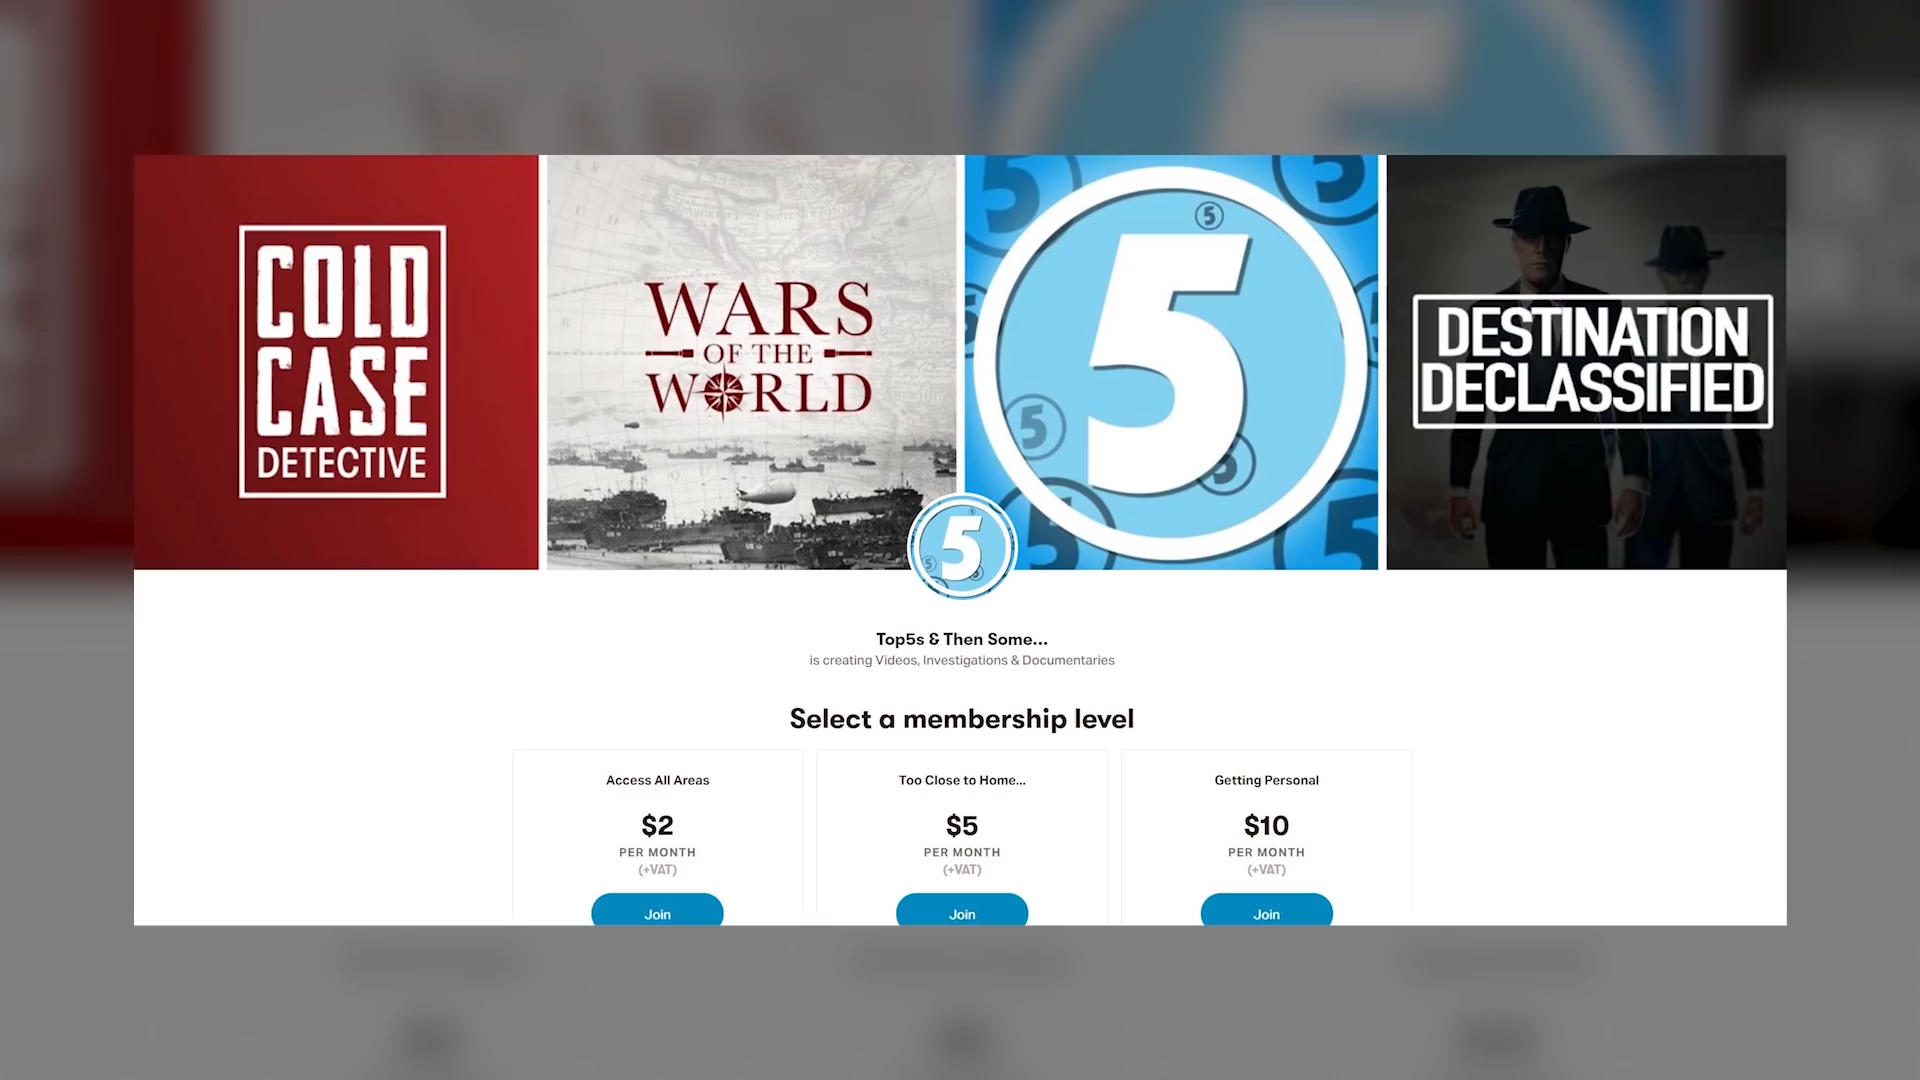 COLD
CASE
DETECTIVE
WARS
OF THE
WORLD
5
DESTINATION
DECLASSIFIED
5
Top5s & Then Some...
is creating Videos, Investigations & Documentaries
Select a membership level
Access All Areas
$2
PER MONTH
(+VAT)
Join
Too Close to Home...
$5
PER MONTH
(+VAT)
Join
Getting Personal
$10
PER MONTH
(+VAT)
Join